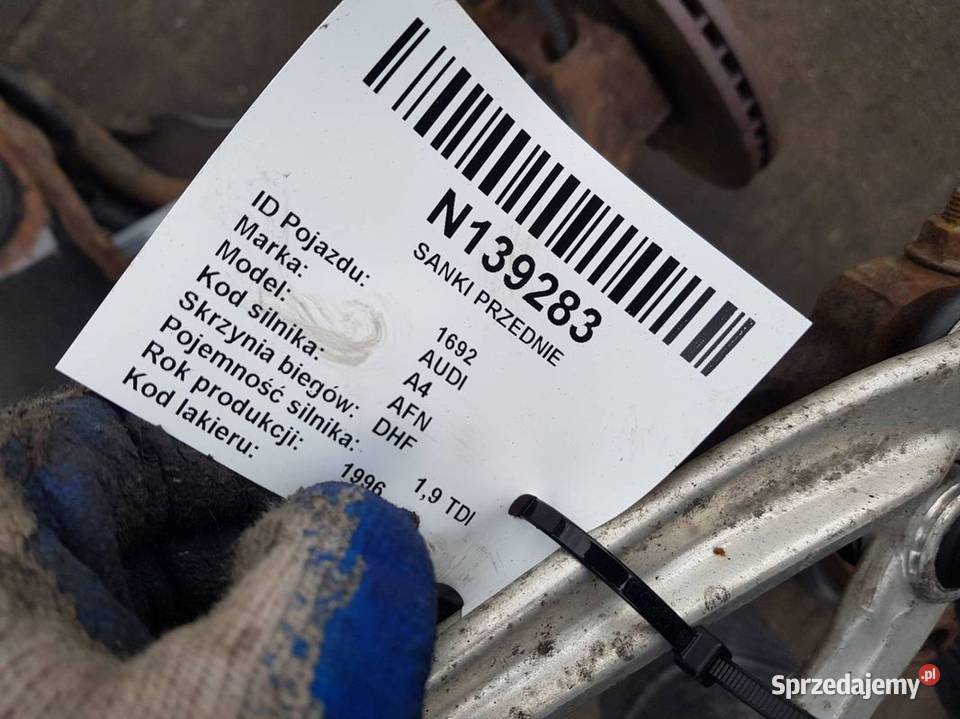 N139283
SANKI PRZEDNIE
ID Pojazdu: 1692
Marka: AUDI
Model: A4
Kod silnika: AFN
Skrzynia biegów: DHF
Pojemność silnika: 1,9 TDI
Rok produkcji: 1996
Kod lakieru:
Sprzedajemy.pl